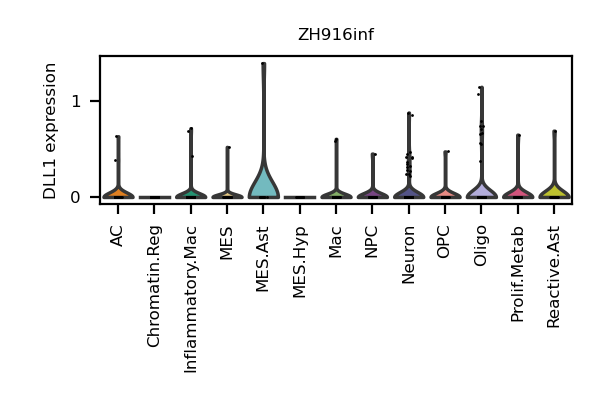 ZH916inf
DLL1 expression
1
0
AC
Chromatin.Reg
Inflammatory.Mac
MES
MES.Ast
MES.Hyp
Mac
NPC
Neuron
OPC
Oligo
Prolif.Metab
Reactive.Ast